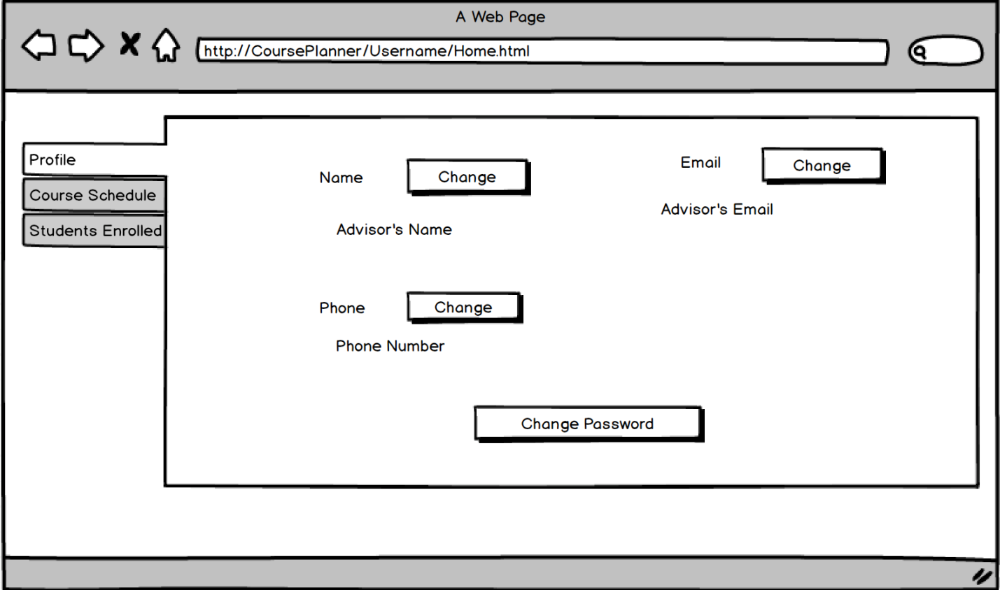 A Web Page
http://CoursePlanner/Username/Home.html
Profile
Course Schedule
Students Enrolled
Name
Change
Advisor's Name
Email
Change
Advisor's Email
Phone
Change
Phone Number
Change Password